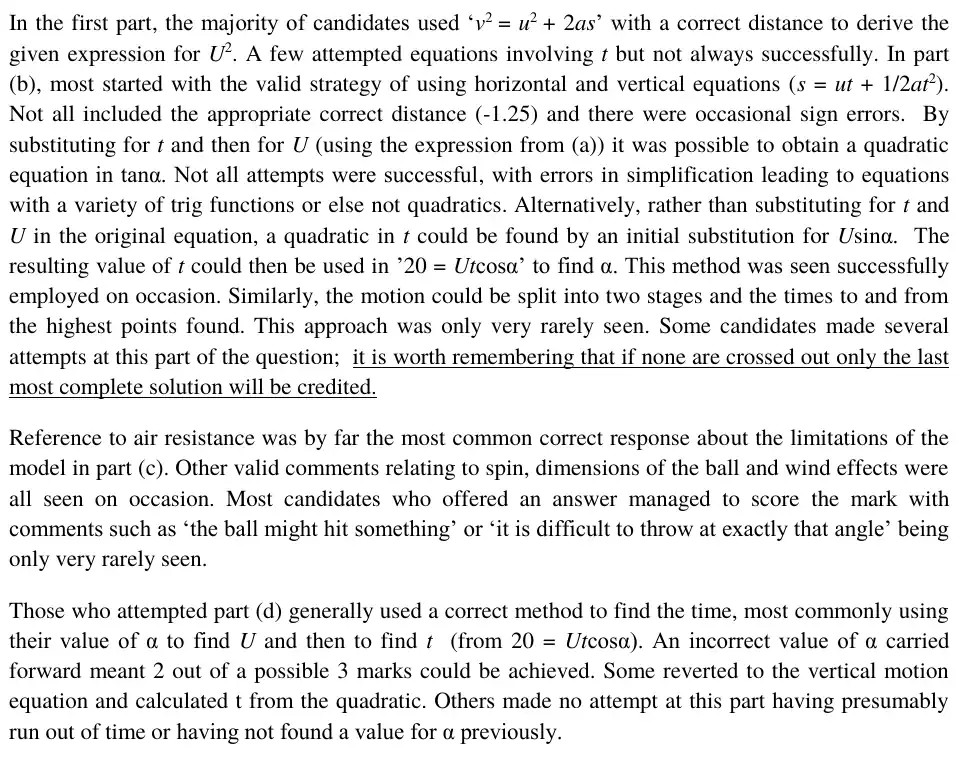 In the first part, the majority of candidates used ‘v² = u² + 2as’ with a correct distance to derive the
given expression for U². A few attempted equations involving t but not always successfully. In part
(b), most started with the valid strategy of using horizontal and vertical equations (s = ut + 1/2at²).
Not all included the appropriate correct distance (-1.25) and there were occasional sign errors. By
substituting for t and then for U (using the expression from (a)) it was possible to obtain a quadratic
equation in tanα. Not all attempts were successful, with errors in simplification leading to equations
with a variety of trig functions or else not quadratics. Alternatively, rather than substituting for t and
U in the original equation, a quadratic in t could be found by an initial substitution for Usinα. The
resulting value of t could then be used in ’20 = Utcosα’ to find α. This method was seen successfully
employed on occasion. Similarly, the motion could be split into two stages and the times to and from
the highest points found. This approach was only very rarely seen. Some candidates made several
attempts at this part of the question; it is worth remembering that if none are crossed out only the last
most complete solution will be credited.
Reference to air resistance was by far the most common correct response about the limitations of the
model in part (c). Other valid comments relating to spin, dimensions of the ball and wind effects were
all seen on occasion. Most candidates who offered an answer managed to score the mark with
comments such as ‘the ball might hit something’ or ‘it is difficult to throw at exactly that angle’ being
only very rarely seen.
Those who attempted part (d) generally used a correct method to find the time, most commonly using
their value of α to find U and then to find t (from 20 = Utcosα). An incorrect value of α carried
forward meant 2 out of a possible 3 marks could be achieved. Some reverted to the vertical motion
equation and calculated t from the quadratic. Others made no attempt at this part having presumably
run out of time or having not found a value for α previously.